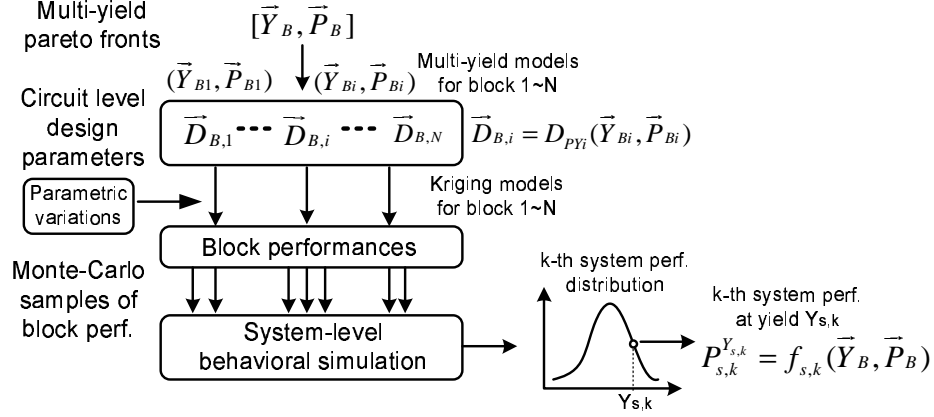 Multi-yield
pareto fronts
[Y⃗_B, P⃗_B]
(Y⃗_B1, P⃗_B1) (Y⃗_Bi, P⃗_Bi)
Multi-yield models
for block 1~N
Circuit level
design
parameters
D⃗_B,1 ••• D⃗_B,i ••• D⃗_B,N
D⃗_B,i = D_PYi(Y⃗_Bi, P⃗_Bi)
Parametric
variations
Kriging models
for block 1~N
Block performances
Monte-Carlo
samples of
block perf.
System-level
behavioral simulation
k-th system perf.
distribution
Ys,k
k-th system perf.
at yield Ys,k
P_s,k^Y_s,k = f_s,k(Y⃗_B, P⃗_B)